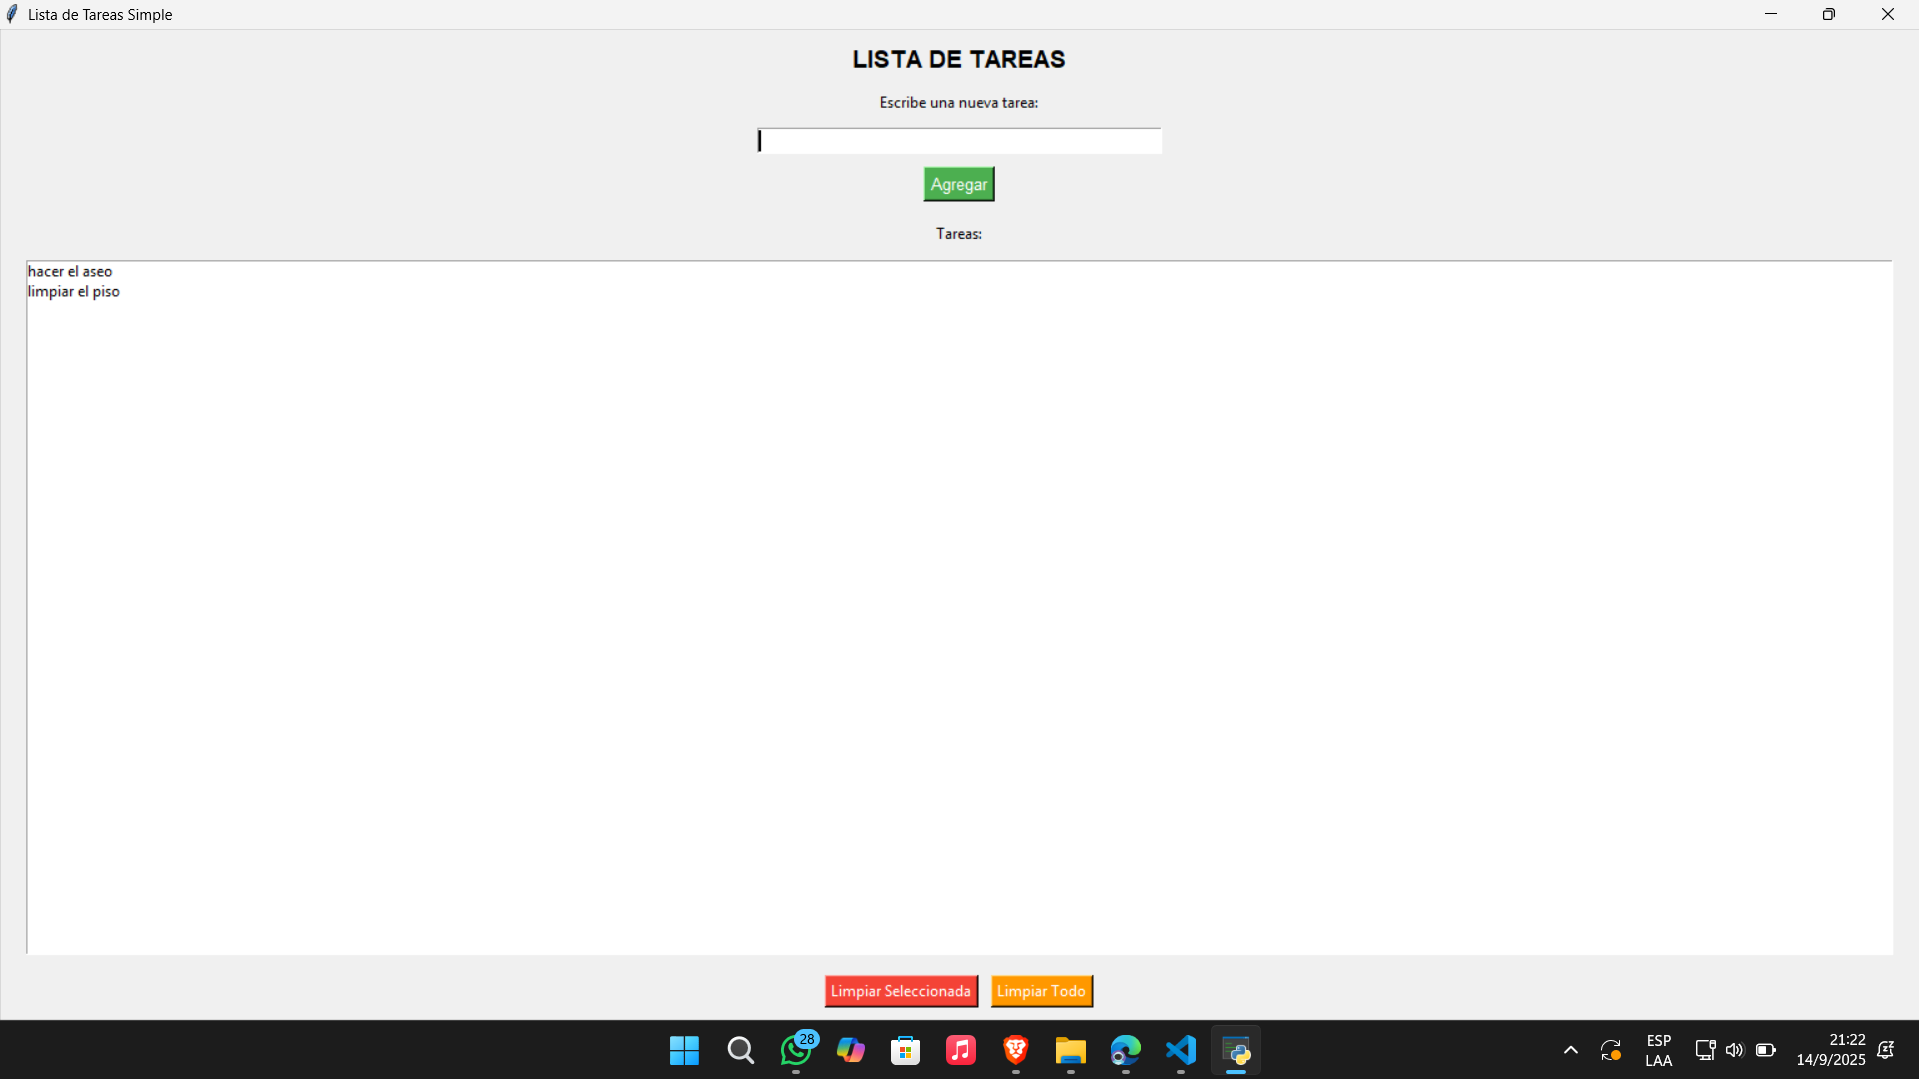 Lista de Tareas Simple
LISTA DE TAREAS
Escribe una nueva tarea:
Agregar
Tareas:
hacer el aseo
limpiar el piso
Limpiar Seleccionada
Limpiar Todo
28
ESP
LAA
21:22
14/9/2025